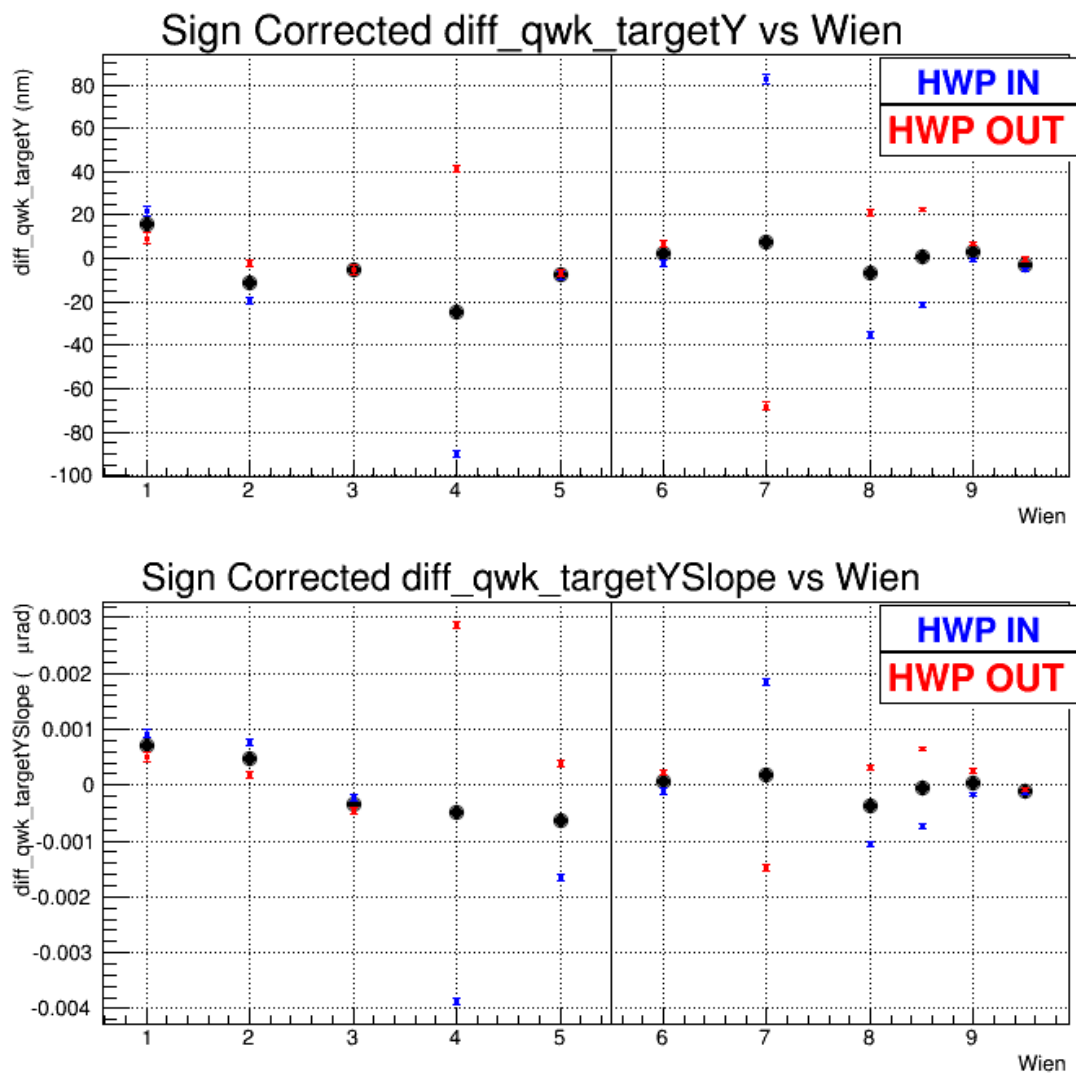 Sign Corrected diff_qwk_targetY vs Wien
diff_qwk_targetY (nm)
80
60
40
20
0
-20
-40
-60
-80
-100
HWP IN
HWP OUT
1 2 3 4 5 6 7 8 9
Wien
Sign Corrected diff_qwk_targetYSlope vs Wien
diff_qwk_targetYSlope ( μrad)
0.003
0.002
0.001
0
-0.001
-0.002
-0.003
-0.004
HWP IN
HWP OUT
1 2 3 4 5 6 7 8 9
Wien